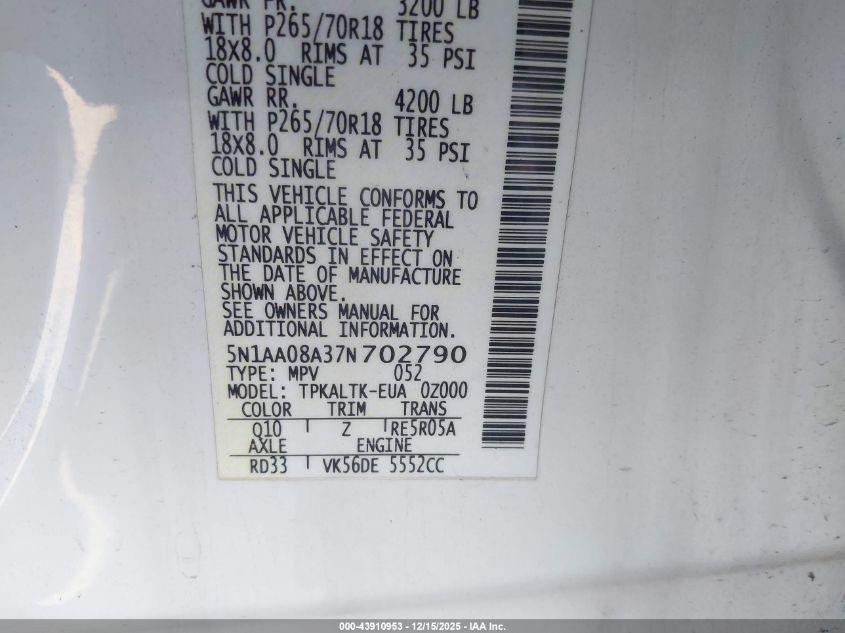 GAWR FR. 3200 LB
WITH P265/70R18 TIRES
18X8.0 RIMS AT 35 PSI
COLD SINGLE
GAWR RR. 4200 LB
WITH P265/70R18 TIRES
18X8.0 RIMS AT 35 PSI
COLD SINGLE
THIS VEHICLE CONFORMS TO
ALL APPLICABLE FEDERAL
MOTOR VEHICLE SAFETY
STANDARDS IN EFFECT ON
THE DATE OF MANUFACTURE
SHOWN ABOVE.
SEE OWNERS MANUAL FOR
ADDITIONAL INFORMATION.
5N1AA08A37N702790
TYPE: MPV 052
MODEL: TPKALTK-EUA 0Z000
COLOR TRIM TRANS
Q10 Z RE5R05A
AXLE ENGINE
RD33 VK56DE 5552CC
000-43910953 - 12/15/2025 - IAA Inc.